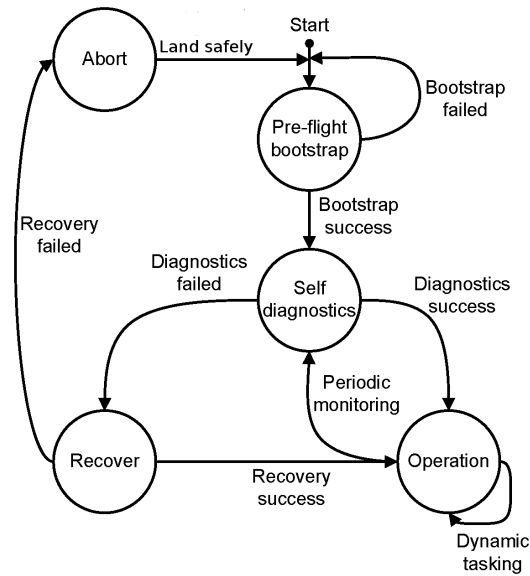 Start
Abort
Land safely
Bootstrap
failed
Pre-flight
bootstrap
Bootstrap
success
Recovery
failed
Diagnostics
failed
Self
diagnostics
Diagnostics
success
Periodic
monitoring
Recover
Recovery
success
Operation
Dynamic
tasking